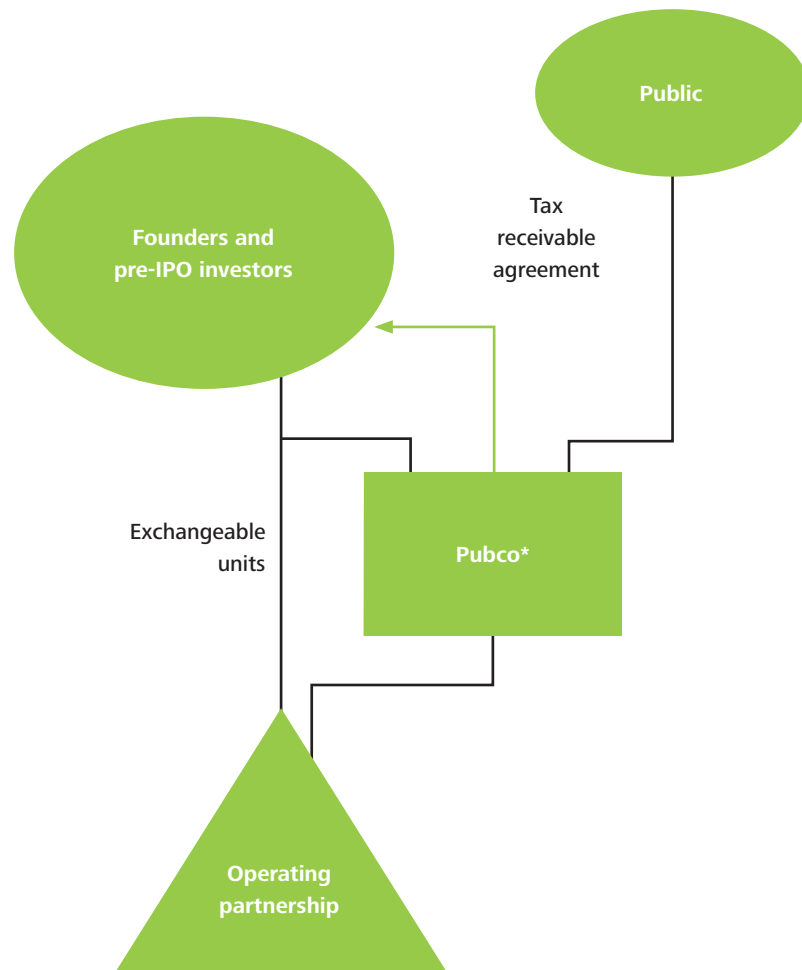 Public
Founders and
pre-IPO investors
Tax
receivable
agreement
Exchangeable
units
Pubco*
Operating
partnership